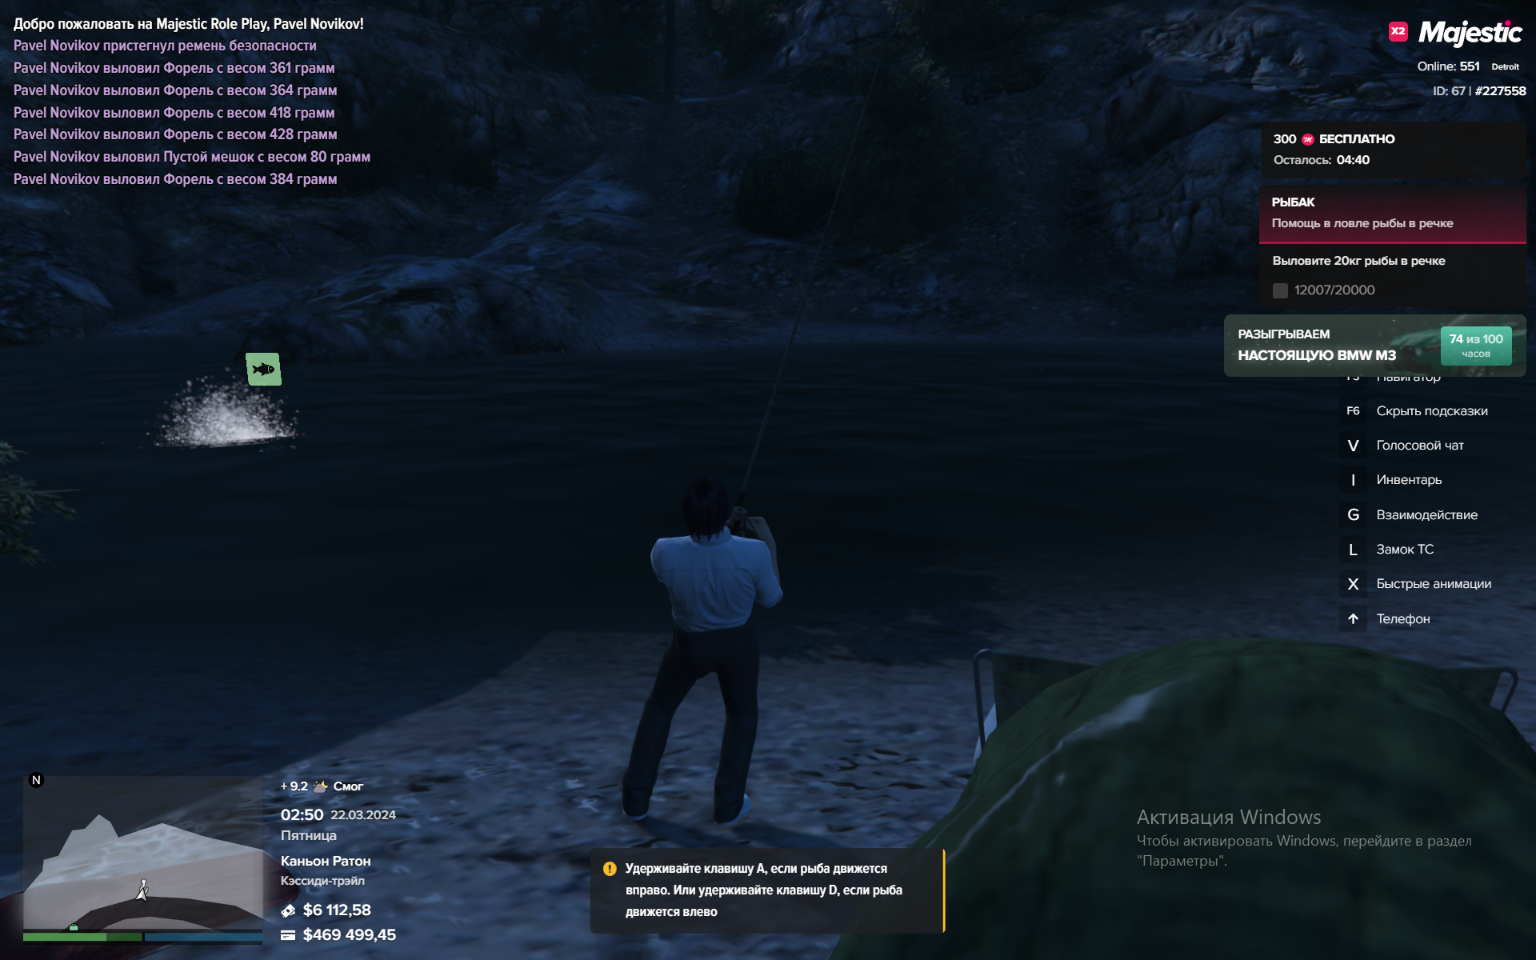 Добро пожаловать на Majestic Role Play, Pavel Novikov!
Pavel Novikov пристегнул ремень безопасности
Pavel Novikov выловил Форель с весом 361 грамм
Pavel Novikov выловил Форель с весом 364 грамм
Pavel Novikov выловил Форель с весом 418 грамм
Pavel Novikov выловил Форель с весом 428 грамм
Pavel Novikov выловил Пустой мешок с весом 80 грамм
Pavel Novikov выловил Форель с весом 384 грамм
X2 Majestic
Online: 551 Detroit
ID: 67 | #227558
300 БЕСПЛАТНО
Осталось: 04:40
РЫБАК
Помощь в ловле рыбы в речке
Выловите 20кг рыбы в речке
12007/20000
РАЗЫГРЫВАЕМ
НАСТОЯЩУЮ BMW M3
74 из 100
часов
Навигатор
F6 Скрыть подсказки
V Голосовой чат
I Инвентарь
G Взаимодействие
L Замок ТС
X Быстрые анимации
↑ Телефон
N
+ 9.2 Смог
02:50 22.03.2024
Пятница
Каньон Ратон
Кэссиди-трэйл
$6 112,58
$469 499,45
Удерживайте клавишу A, если рыба движется
вправо. Или удерживайте клавишу D, если рыба
движется влево
Активация Windows
Чтобы активировать Windows, перейдите в раздел
"Параметры".